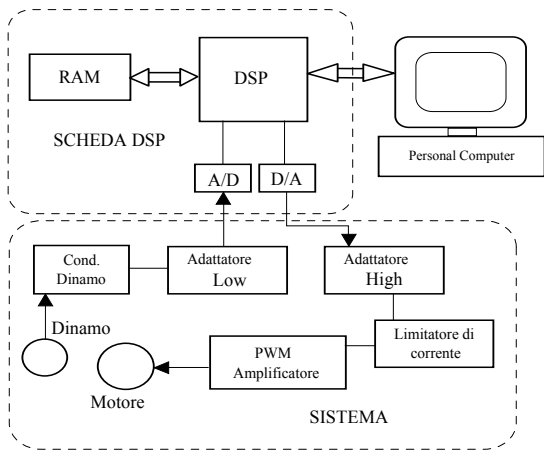 RAM
DSP
SCHEDA DSP
Personal Computer
A/D
D/A
Cond.
Dinamo
Adattatore
Low
Adattatore
High
Dinamo
Limitatore di
corrente
PWM
Amplificatore
Motore
SISTEMA